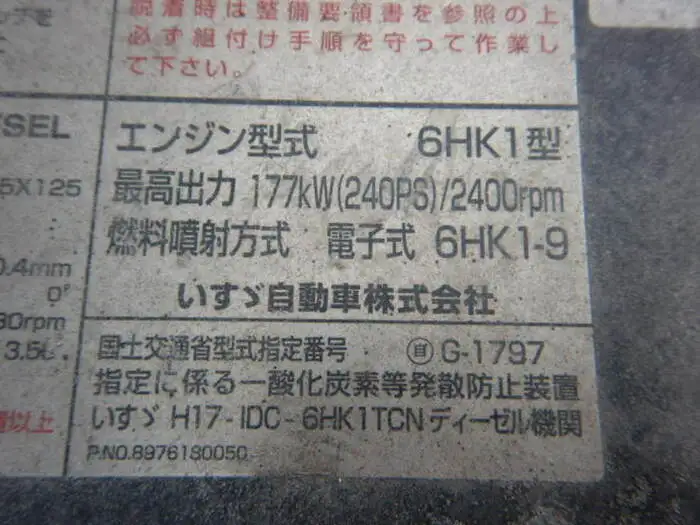 脱着時は整備要領書を参照の上
必ず組付け手順を守って作業し
て下さい。
SEL
5X125
0.4mm
0°
30rpm
3.5L
以上
エンジン型式 6HK1型
最高出力 177kW(240PS)/2400rpm
燃料噴射方式 電子式 6HK1-9
いすゞ自動車株式会社
国土交通省型式指定番号 自 G-1797
指定に係る一酸化炭素等発散防止装置
いすゞ H17-IDC-6HK1TCN ディーゼル機関
P.NO.8976180050